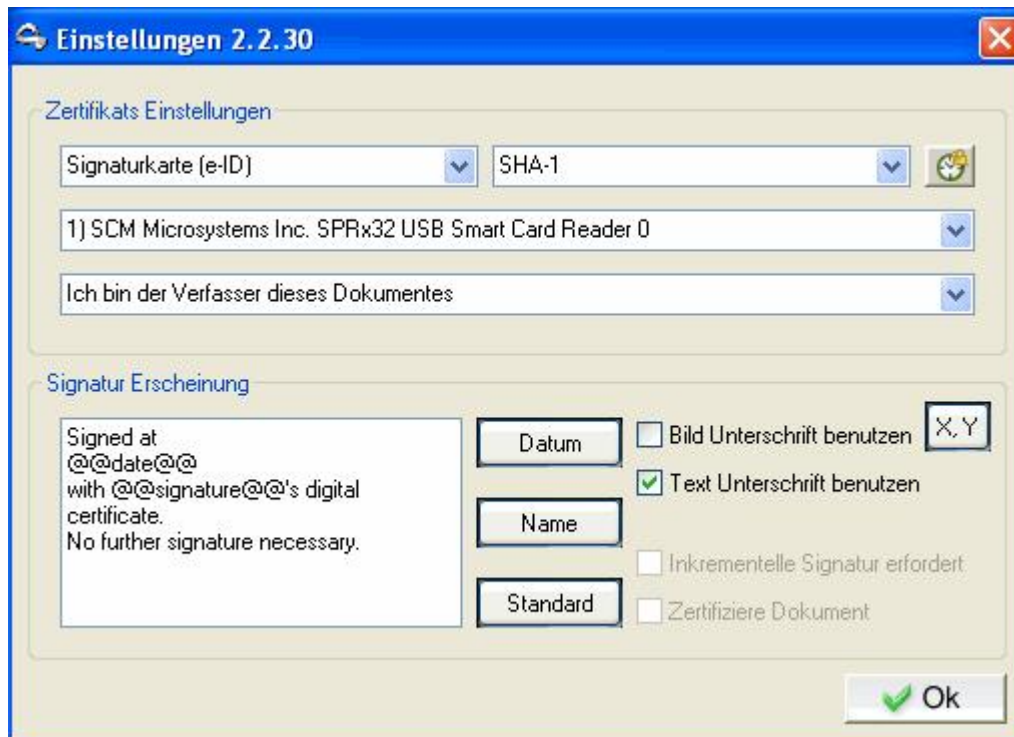 Einstellungen 2.2.30
Zertifikats Einstellungen
Signaturkarte (e-ID)
SHA-1
1) SCM Microsystems Inc. SPRx32 USB Smart Card Reader 0
Ich bin der Verfasser dieses Dokumentes
Signatur Erscheinung
Signed at
@@date@@
with @@signature@@'s digital
certificate.
No further signature necessary.
Datum
Name
Standard
Bild Unterschrift benutzen
X,Y
Text Unterschrift benutzen
Inkrementelle Signatur erfordert
Zertifiziere Dokument
Ok